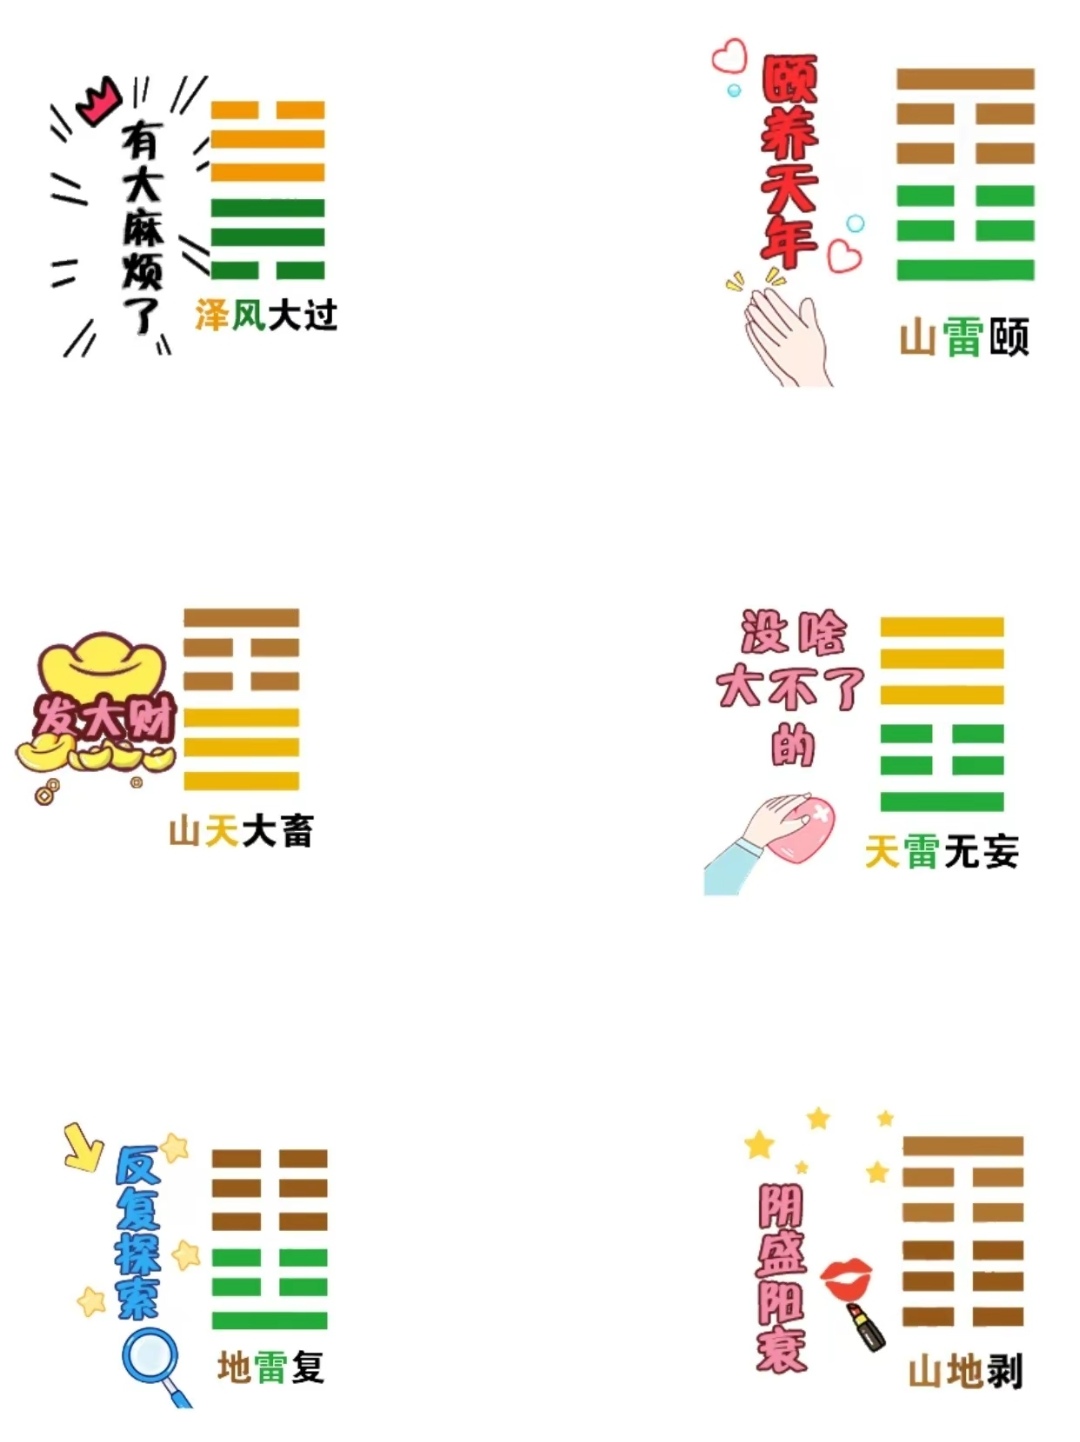 有大麻烦了
泽风大过
颐养天年
山雷颐
发大财
山天大畜
没啥
大不了
的
天雷无妄
反复探索
地雷复
阴盛阳衰
山地剥